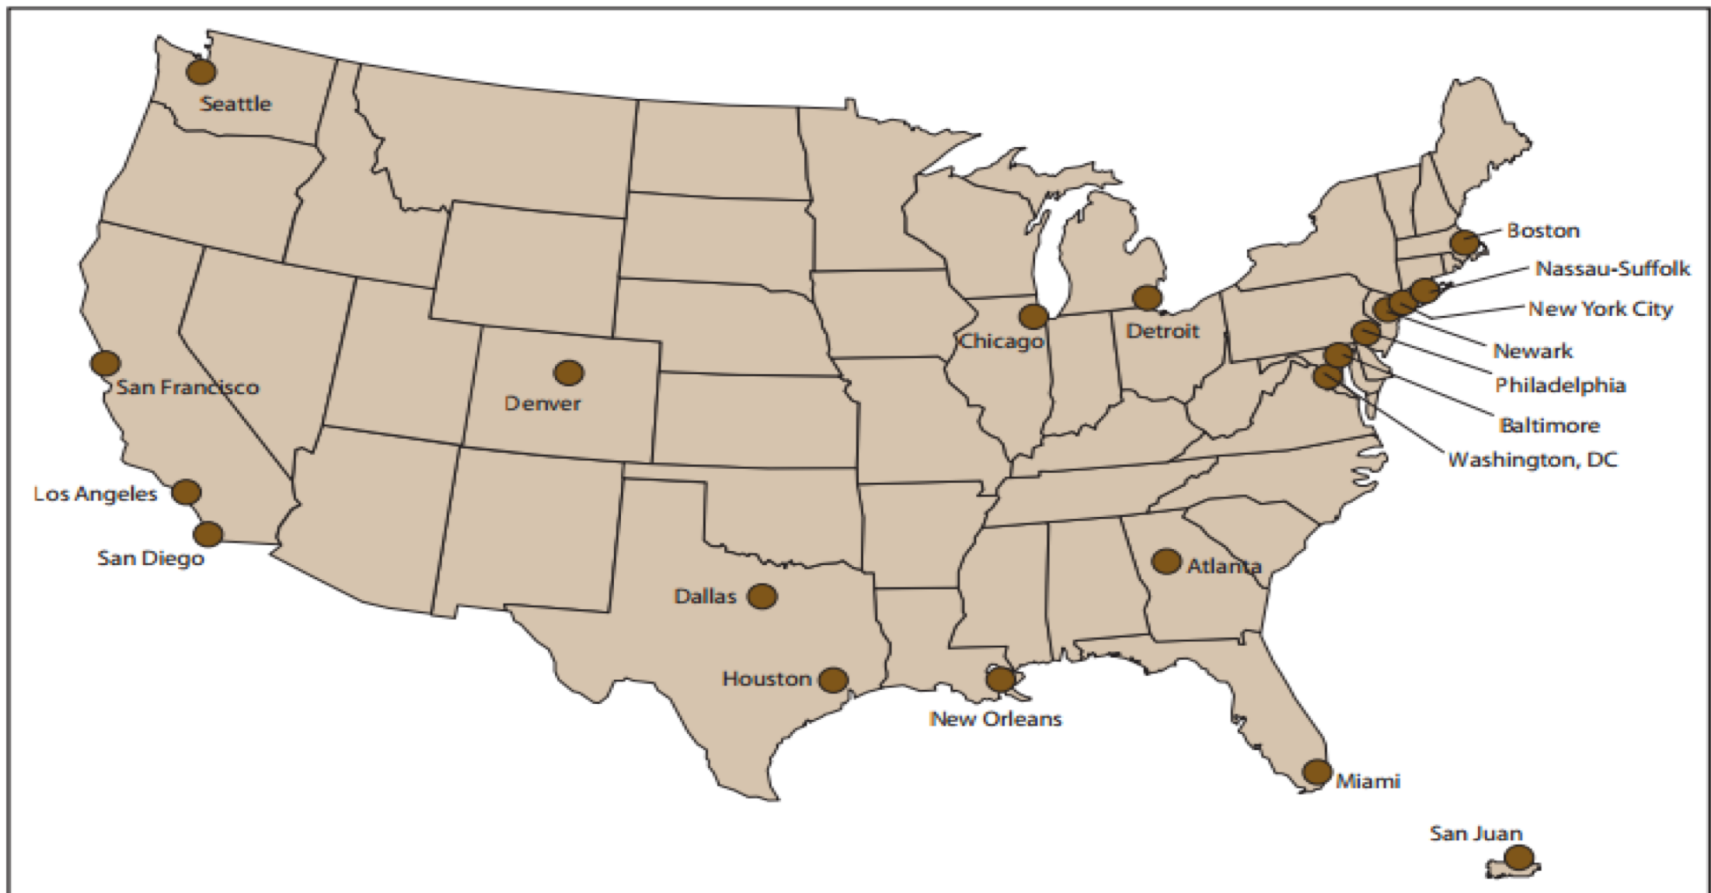 Seattle
Boston
Nassau-Suffolk
New York City
Chicago
Detroit
Newark
San Francisco
Philadelphia
Denver
Baltimore
Washington, DC
Los Angeles
San Diego
Atlanta
Dallas
Houston
New Orleans
Miami
San Juan